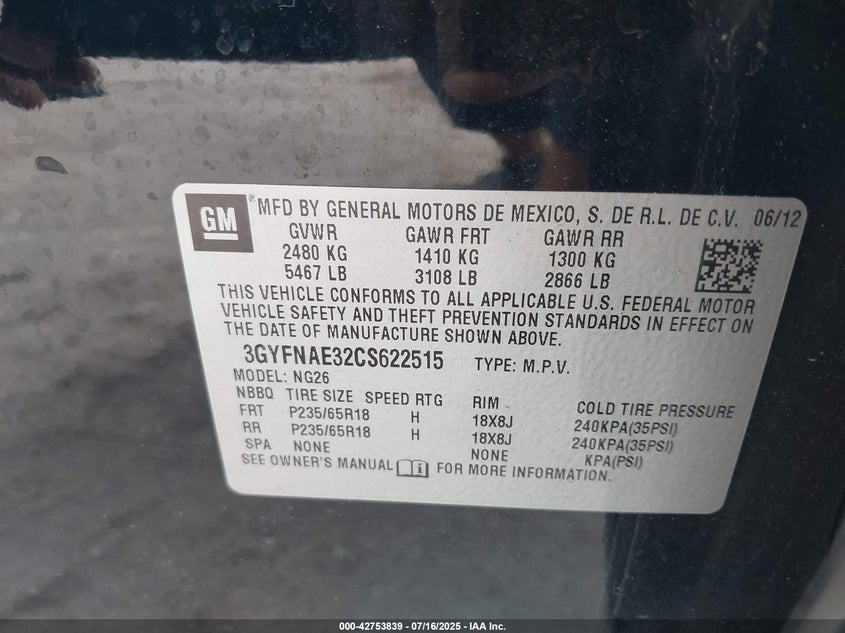 GM ® MFD BY GENERAL MOTORS DE MEXICO, S. DE R.L. DE C.V. 06/12
GVWR GAWR FRT GAWR RR
2480 KG 1410 KG 1300 KG
5467 LB 3108 LB 2866 LB
THIS VEHICLE CONFORMS TO ALL APPLICABLE U.S. FEDERAL MOTOR
VEHICLE SAFETY AND THEFT PREVENTION STANDARDS IN EFFECT ON
THE DATE OF MANUFACTURE SHOWN ABOVE.
3GYFNAE32CS622515 TYPE: M.P.V.
MODEL: NG26
NBBQ TIRE SIZE SPEED RTG RIM COLD TIRE PRESSURE
FRT P235/65R18 H 18X8J 240KPA(35PSI)
RR P235/65R18 H 18X8J 240KPA(35PSI)
SPA NONE NONE KPA(PSI)
SEE OWNER'S MANUAL i FOR MORE INFORMATION.
000-42753839 - 07/16/2025 - IAA Inc.